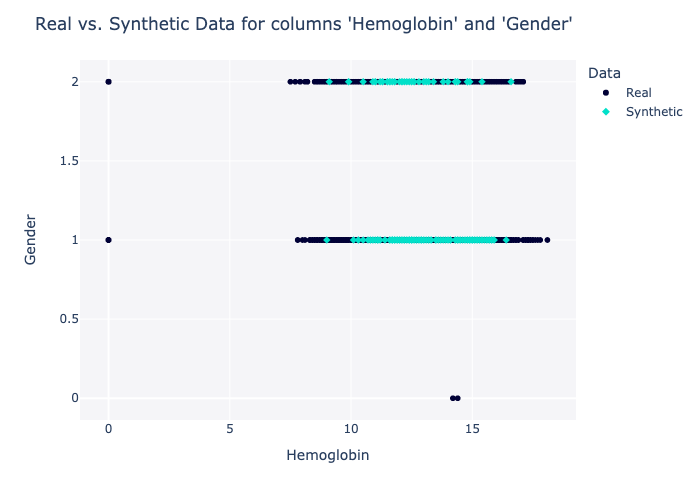 Real vs. Synthetic Data for columns 'Hemoglobin' and 'Gender'
Data
Real
Synthetic
2
1.5
1
0.5
0
Gender
0 5 10 15
Hemoglobin